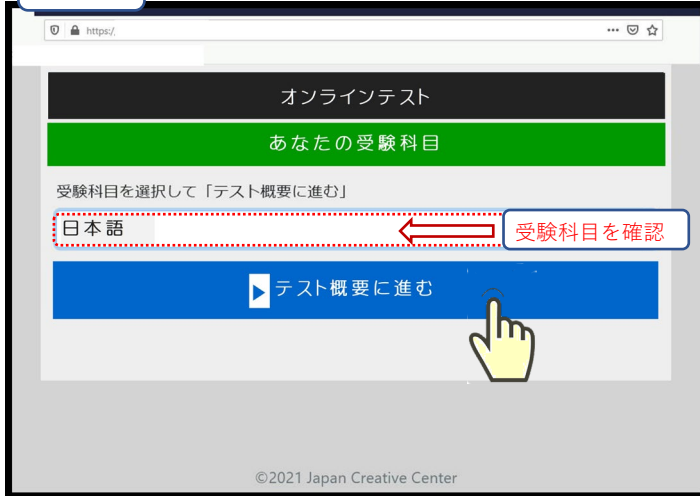 https:/
オンラインテスト
あなたの受験科目
受験科目を選択して「テスト概要に進む」
日本語
受験科目を確認
テスト概要に進む
©2021 Japan Creative Center